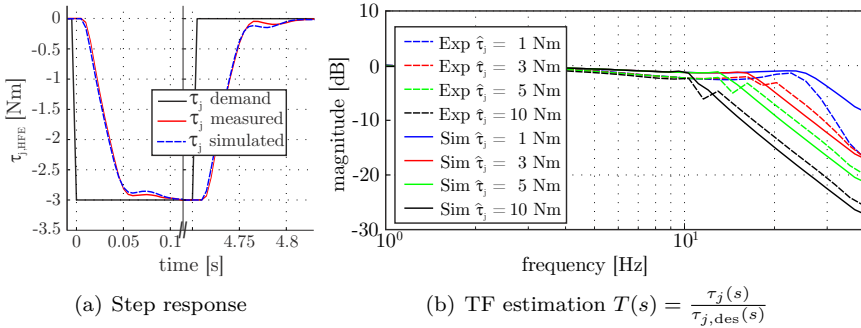 0
-0.5
-1
-1.5
-2
-2.5
-3
-3.5
τj,HFE [Nm]
τj demand
τj measured
τj simulated
0 0.05 0.1 4.75 4.8
time [s]
(a) Step response
0
-10
-20
-30
magnitude [dB]
Exp τ̂j = 1 Nm
Exp τ̂j = 3 Nm
Exp τ̂j = 5 Nm
Exp τ̂j = 10 Nm
Sim τ̂j = 1 Nm
Sim τ̂j = 3 Nm
Sim τ̂j = 5 Nm
Sim τ̂j = 10 Nm
10^0 10^1
frequency [Hz]
(b) TF estimation T(s) = τj(s)/τj,des(s)